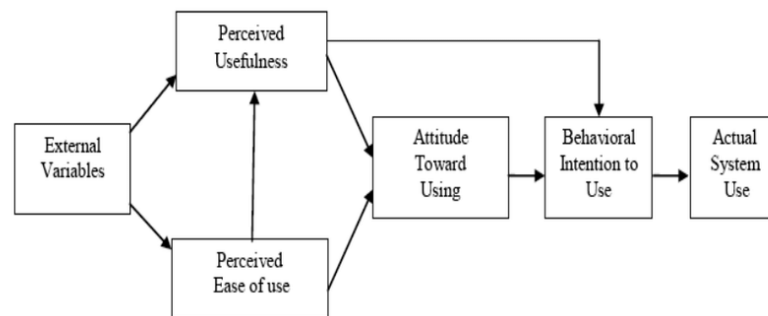 Perceived
Usefulness
External
Variables
Perceived
Ease of use
Attitude
Toward
Using
Behavioral
Intention to
Use
Actual
System
Use